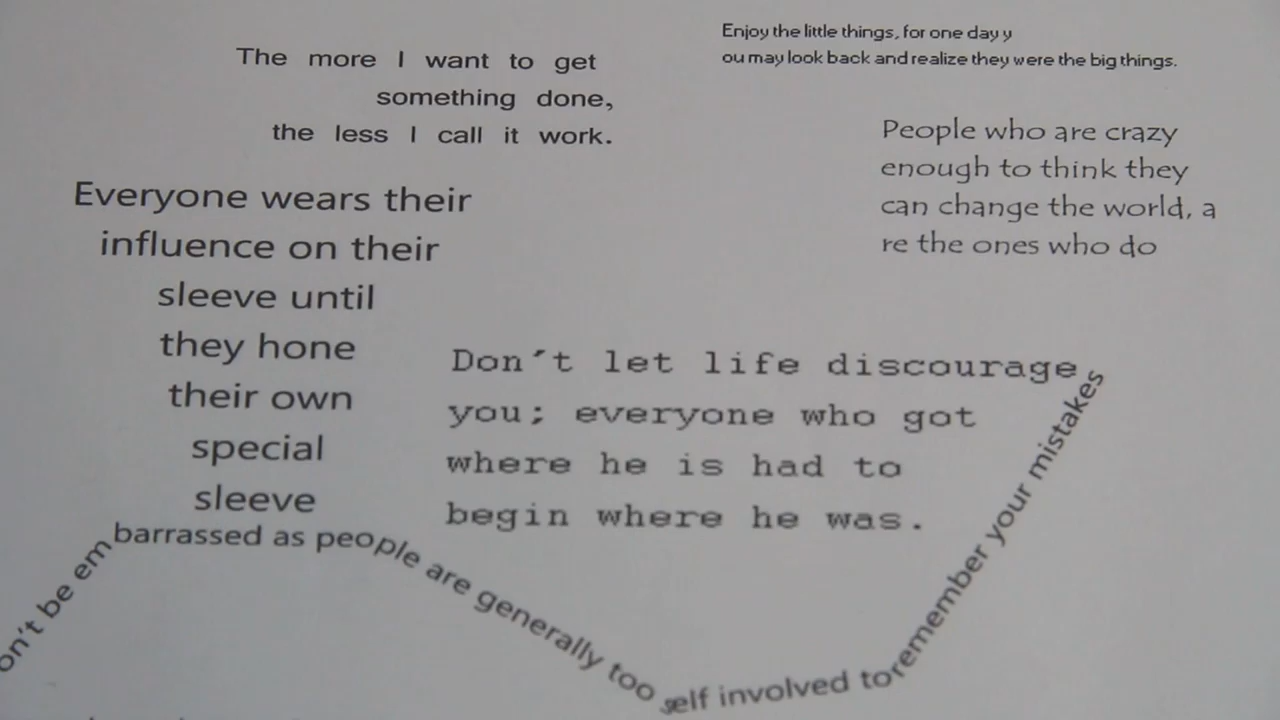 The more I want to get
something done,
the less I call it work.
Enjoy the little things, for one day y
ou may look back and realize they were the big things.
People who are crazy
enough to think they
can change the world, a
re the ones who do
Everyone wears their
influence on their
sleeve until
they hone
their own
special
sleeve
Don´t let life discourage
you; everyone who got
where he is had to
begin where he was.
on't be embarrassed as people are generally too self involved toremember your mistakes